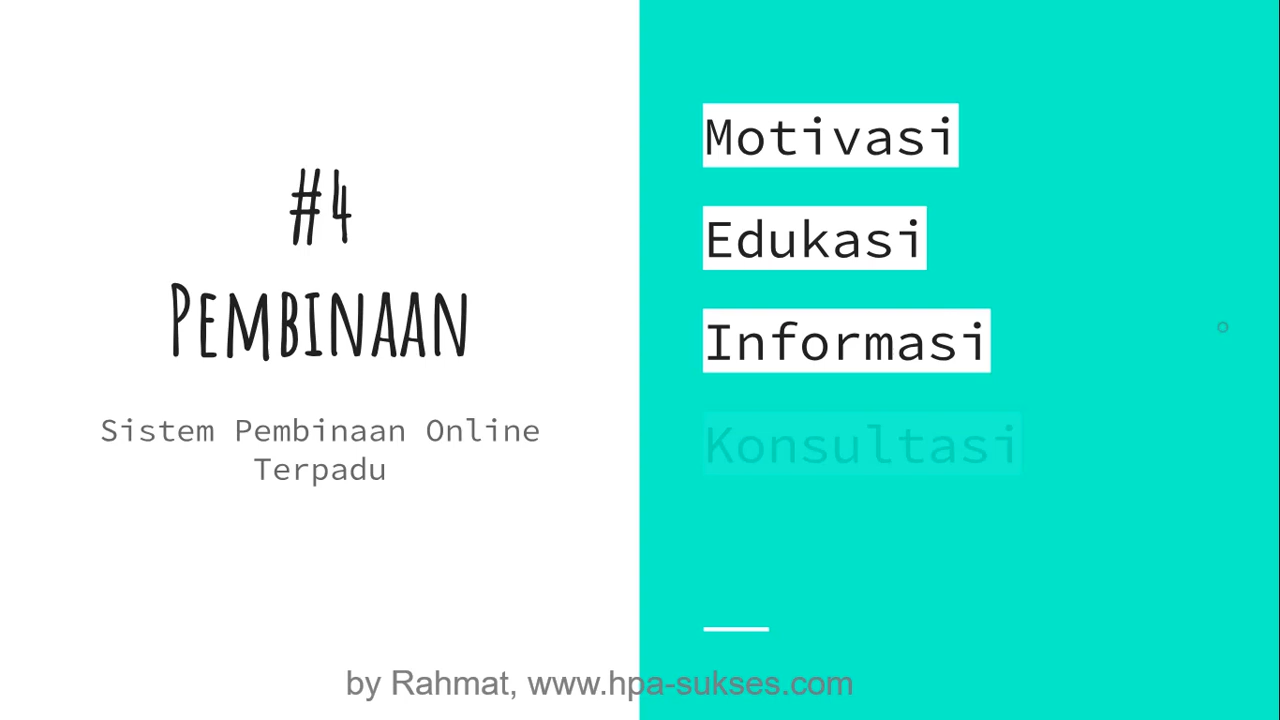 #4
Pembinaan
Sistem Pembinaan Online
Terpadu
Motivasi
Edukasi
Informasi
Konsultasi
by Rahmat, www.hpa-sukses.com